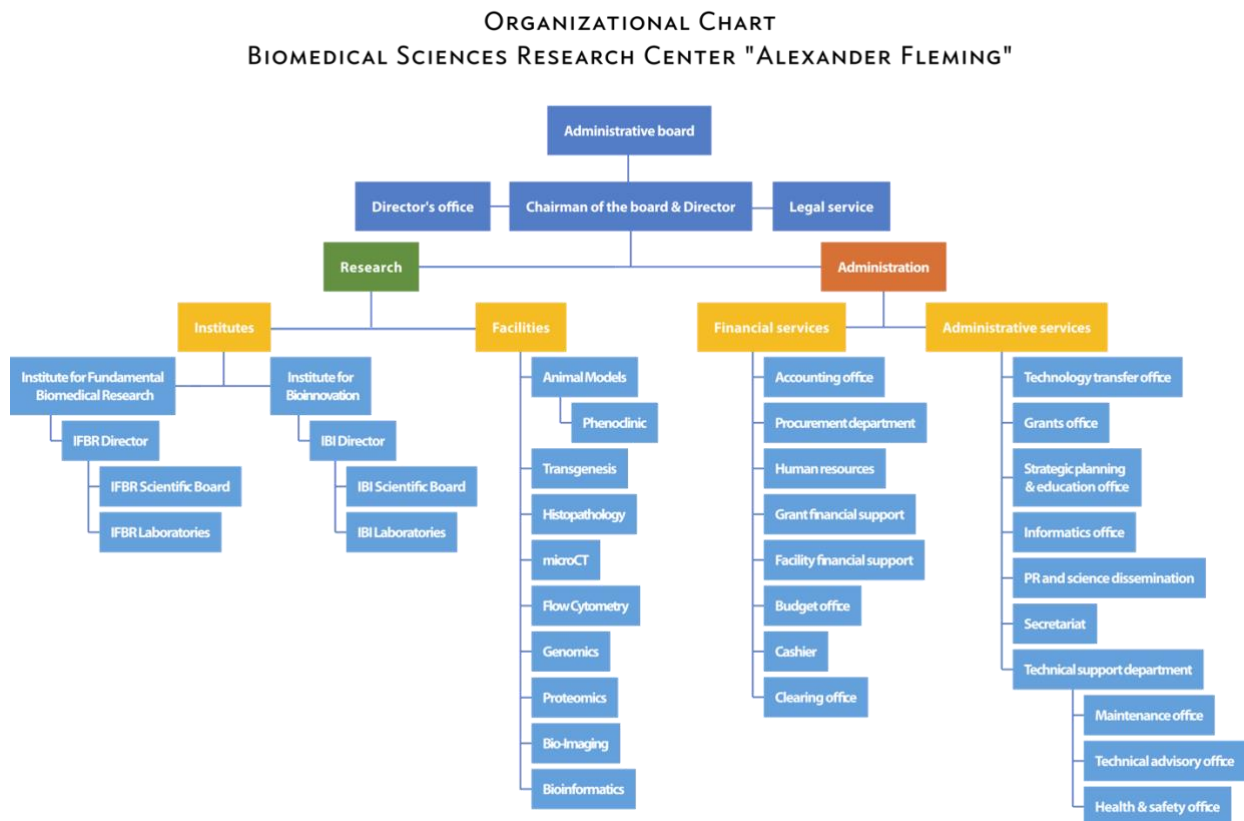 Organizational Chart
Biomedical Sciences Research Center "Alexander Fleming"
Administrative board
Director's office
Chairman of the board & Director
Legal service
Research
Administration
Institutes
Facilities
Financial services
Administrative services
Institute for Fundamental
Biomedical Research
IFBR Director
IFBR Scientific Board
IFBR Laboratories
Institute for
Bioinnovation
IBI Director
IBI Scientific Board
IBI Laboratories
Animal Models
Phenoclinic
Transgenesis
Histopathology
microCT
Flow Cytometry
Genomics
Proteomics
Bio-Imaging
Bioinformatics
Accounting office
Procurement department
Human resources
Grant financial support
Facility financial support
Budget office
Cashier
Clearing office
Technology transfer office
Grants office
Strategic planning
& education office
Informatics office
PR and science dissemination
Secretariat
Technical support department
Maintenance office
Technical advisory office
Health & safety office